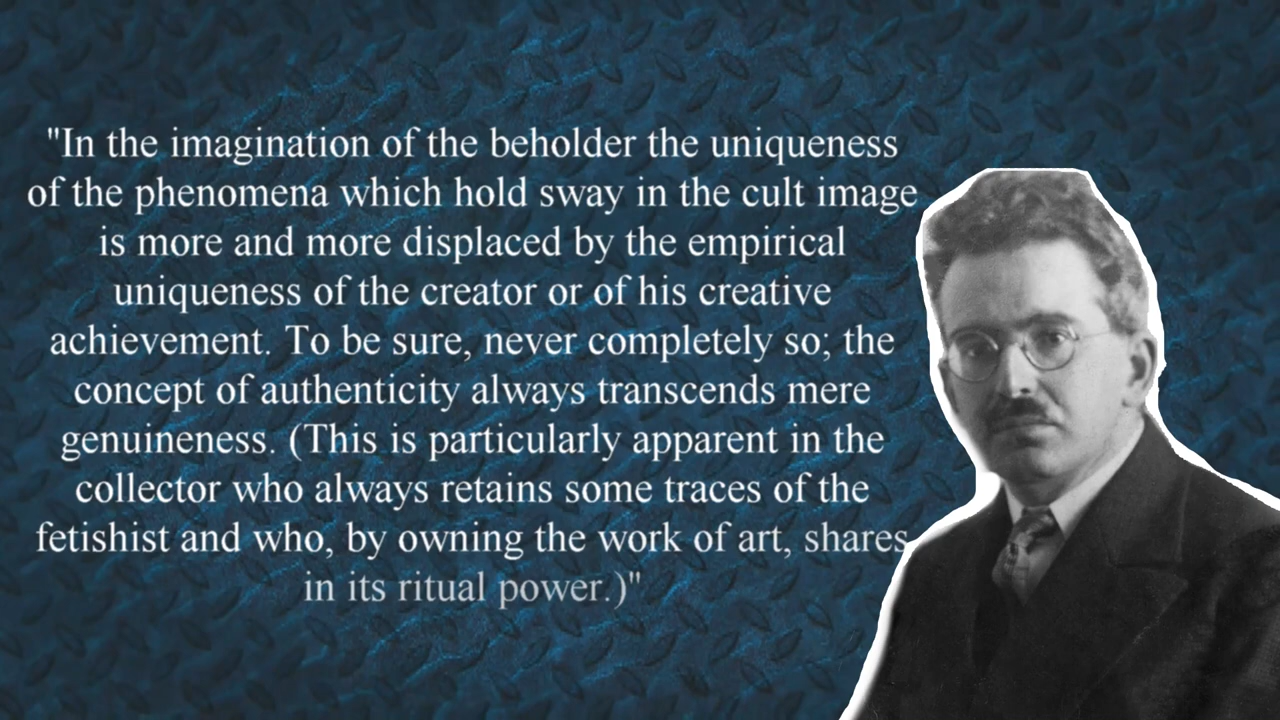 "In the imagination of the beholder the uniqueness
of the phenomena which hold sway in the cult image
is more and more displaced by the empirical
uniqueness of the creator or of his creative
achievement. To be sure, never completely so; the
concept of authenticity always transcends mere
genuineness. (This is particularly apparent in the
collector who always retains some traces of the
fetishist and who, by owning the work of art, shares
in its ritual power.)"